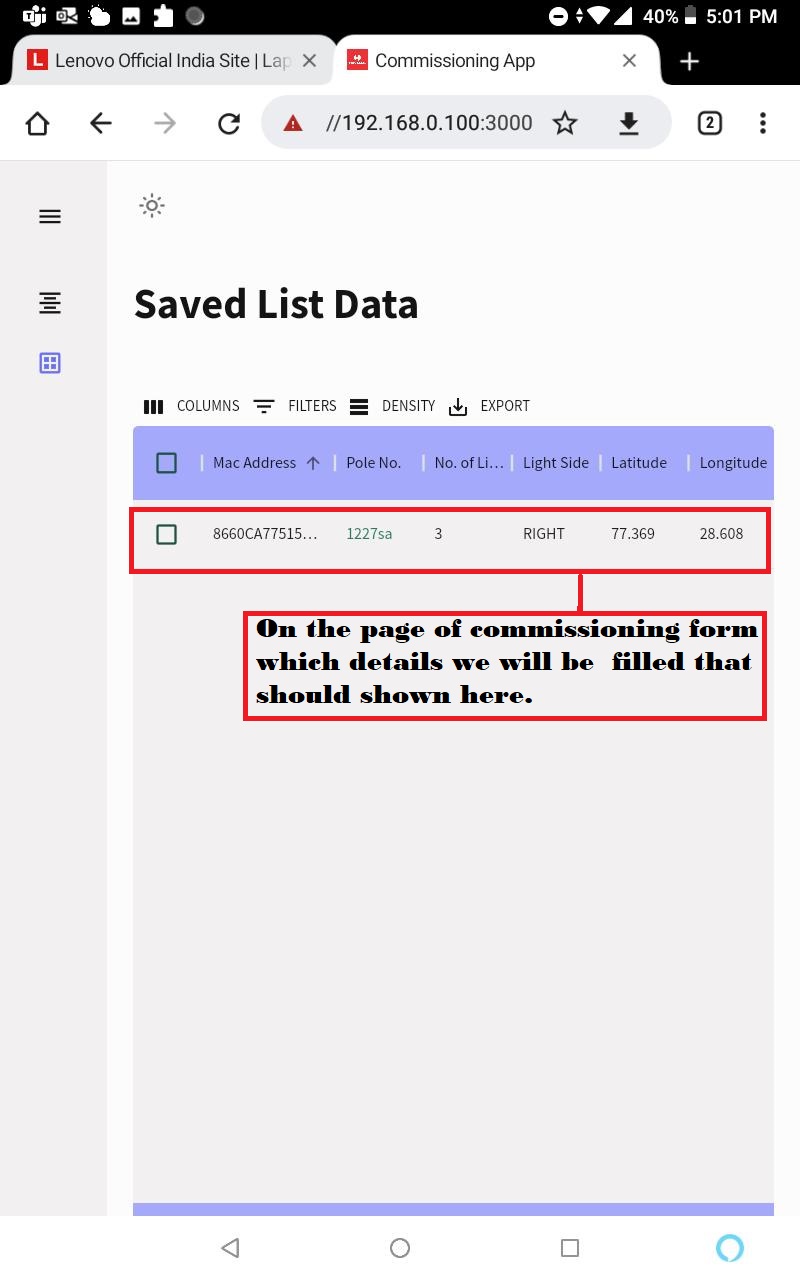 40% 5:01 PM
Lenovo Official India Site | Lap
Commissioning App
//192.168.0.100:3000
2
Saved List Data
COLUMNS FILTERS DENSITY EXPORT
Mac Address Pole No. No. of Li... Light Side Latitude Longitude
8660CA77515... 1227sa 3 RIGHT 77.369 28.608
On the page of commissioning form
which details we will be filled that
should shown here.